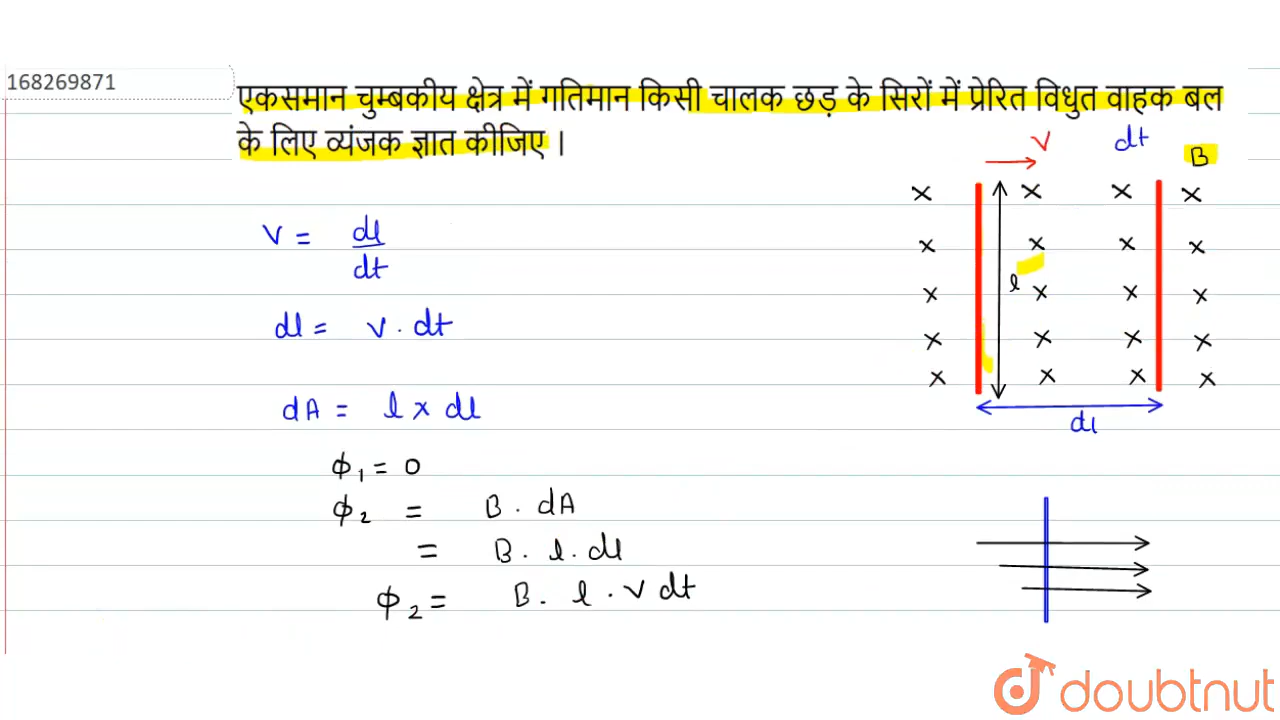 168269871
एकसमान चुम्बकीय क्षेत्र में गतिमान किसी चालक छड़ के सिरों में प्रेरित विधुत वाहक बल
के लिए व्यंजक ज्ञात कीजिए ।
V dt B
x x x x
V = dl/dt
x x x x
l
x x x x
dl = v . dt
x x x x
x x x x
dA = l x dl
dl
ϕ1 = 0
ϕ2 = B . dA
= B . l . dl
ϕ2 = B . l . v dt
doubtnut